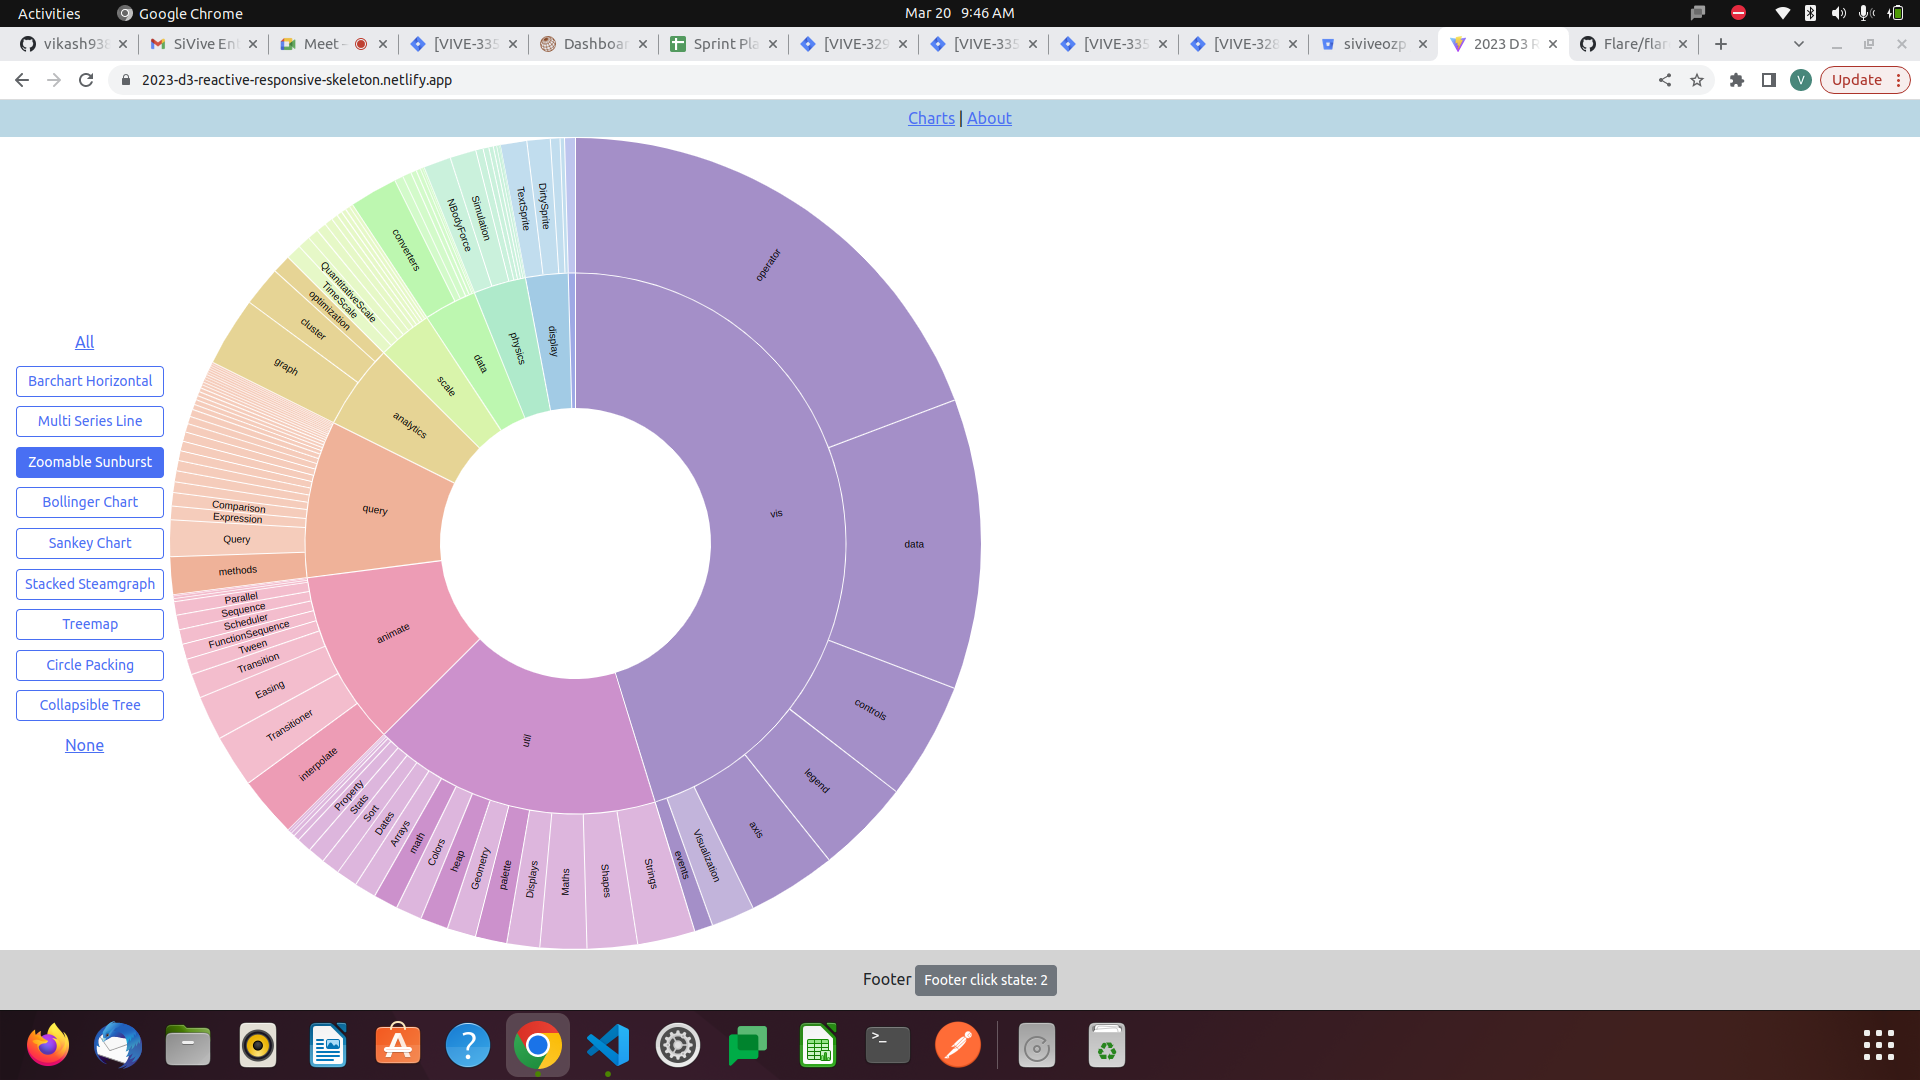 Activities
Google Chrome
Mar 20 9:46 AM
vikash938
SiVive En
Meet -
[VIVE-335
Dashboar
Sprint Pla
[VIVE-329
[VIVE-335
[VIVE-335
[VIVE-328
siviveozp
2023 D3 R
Flare/flar
2023-d3-reactive-responsive-skeleton.netlify.app
V
Update
Charts | About
All
Barchart Horizontal
Multi Series Line
Zoomable Sunburst
Bollinger Chart
Sankey Chart
Stacked Steamgraph
Treemap
Circle Packing
Collapsible Tree
None
operator
data
controls
legend
axis
Visualization
events
vis
Strings
Shapes
Maths
Displays
palette
Geometry
heap
Colors
math
Arrays
Dates
Sort
Stats
Property
util
interpolate
Transitioner
Easing
Transition
Tween
FunctionSequence
Scheduler
Sequence
Parallel
animate
methods
Query
Expression
Comparison
query
graph
cluster
optimization
analytics
TimeScale
QuantitativeScale
scale
converters
data
NBodyForce
Simulation
physics
TextSprite
DirtySprite
display
Footer
Footer click state: 2